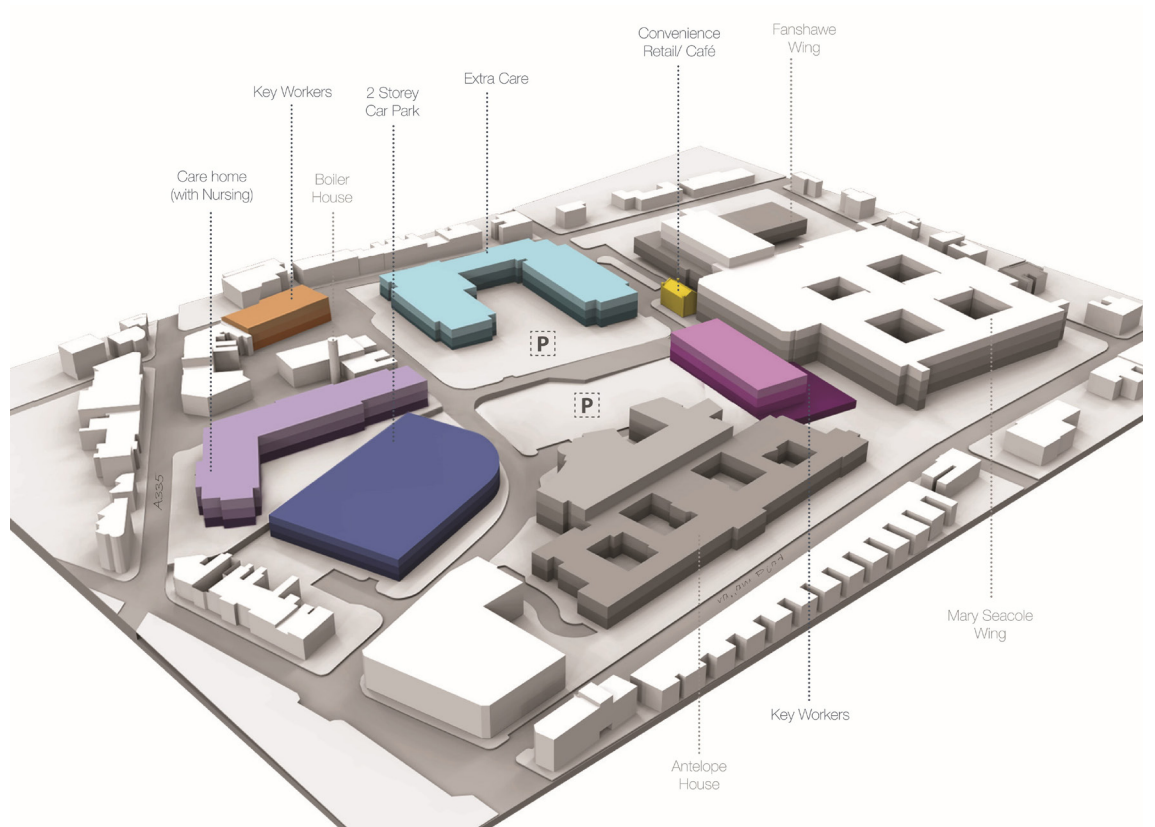 Convenience
Retail/ Café
Fanshawe
Wing
Extra Care
Key Workers
2 Storey
Car Park
Care home
(with Nursing)
Boiler
House
P
P
A335
Mary Seacole
Wing
Key Workers
Antelope
House